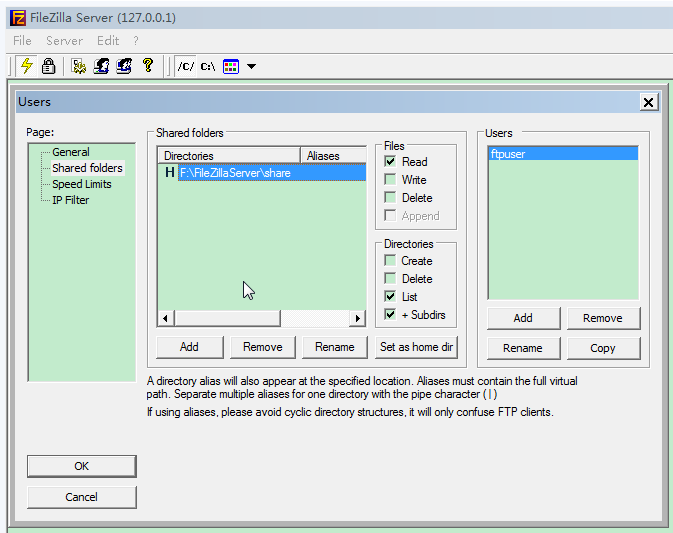 FileZilla Server (127.0.0.1)
File Server Edit ?
/C/ C:\
Users
Page:
General
Shared folders
Speed Limits
IP Filter
Shared folders
Directories Aliases
H F:\FileZillaServer\share
Files
Read
Write
Delete
Append
Directories
Create
Delete
List
+ Subdirs
Add Remove Rename Set as home dir
Users
ftpuser
Add Remove
Rename Copy
A directory alias will also appear at the specified location. Aliases must contain the full virtual
path. Separate multiple aliases for one directory with the pipe character (|)
If using aliases, please avoid cyclic directory structures, it will only confuse FTP clients.
OK
Cancel